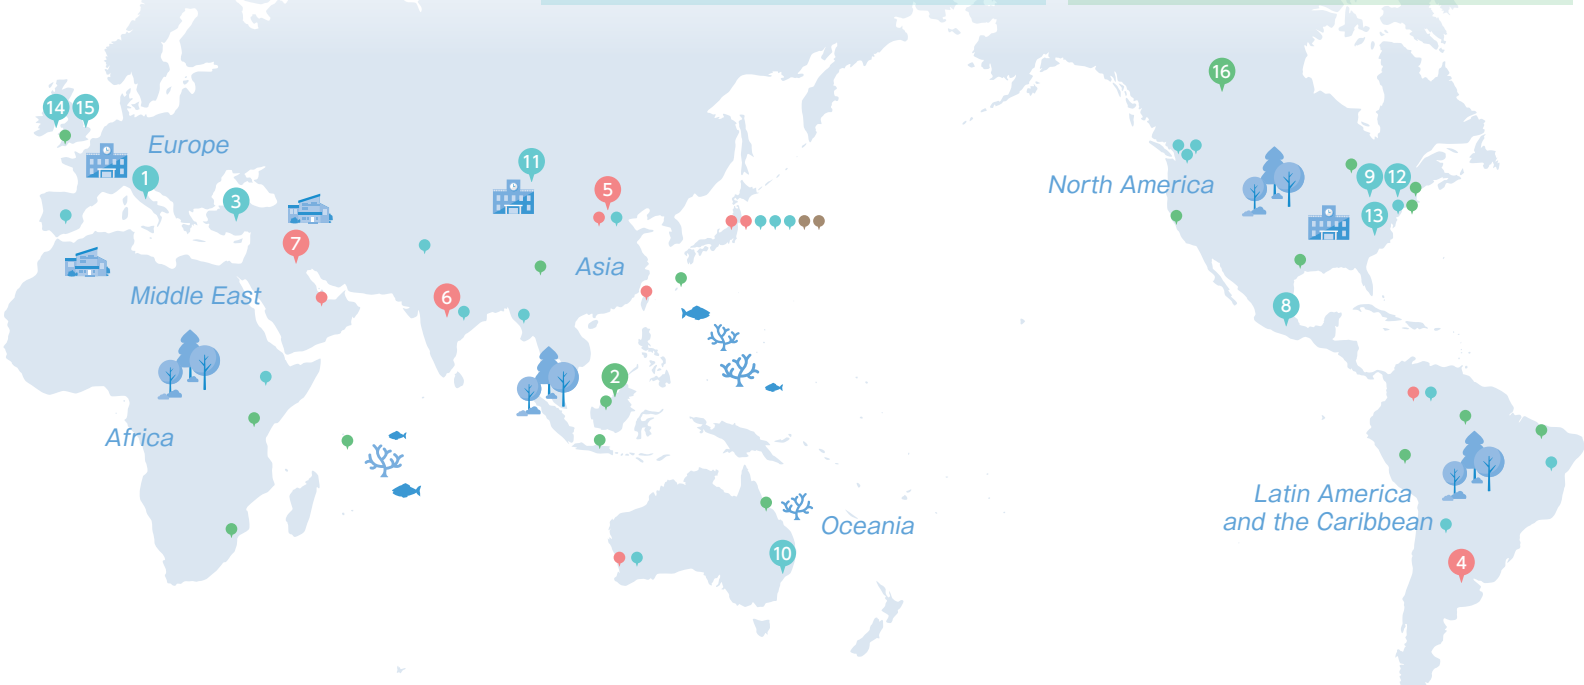 16
14 15
Europe
11
1
9 12
5
North America
3
13
7
Asia
Middle East
6
8
2
Africa
Latin America
and the Caribbean
Oceania
10
4